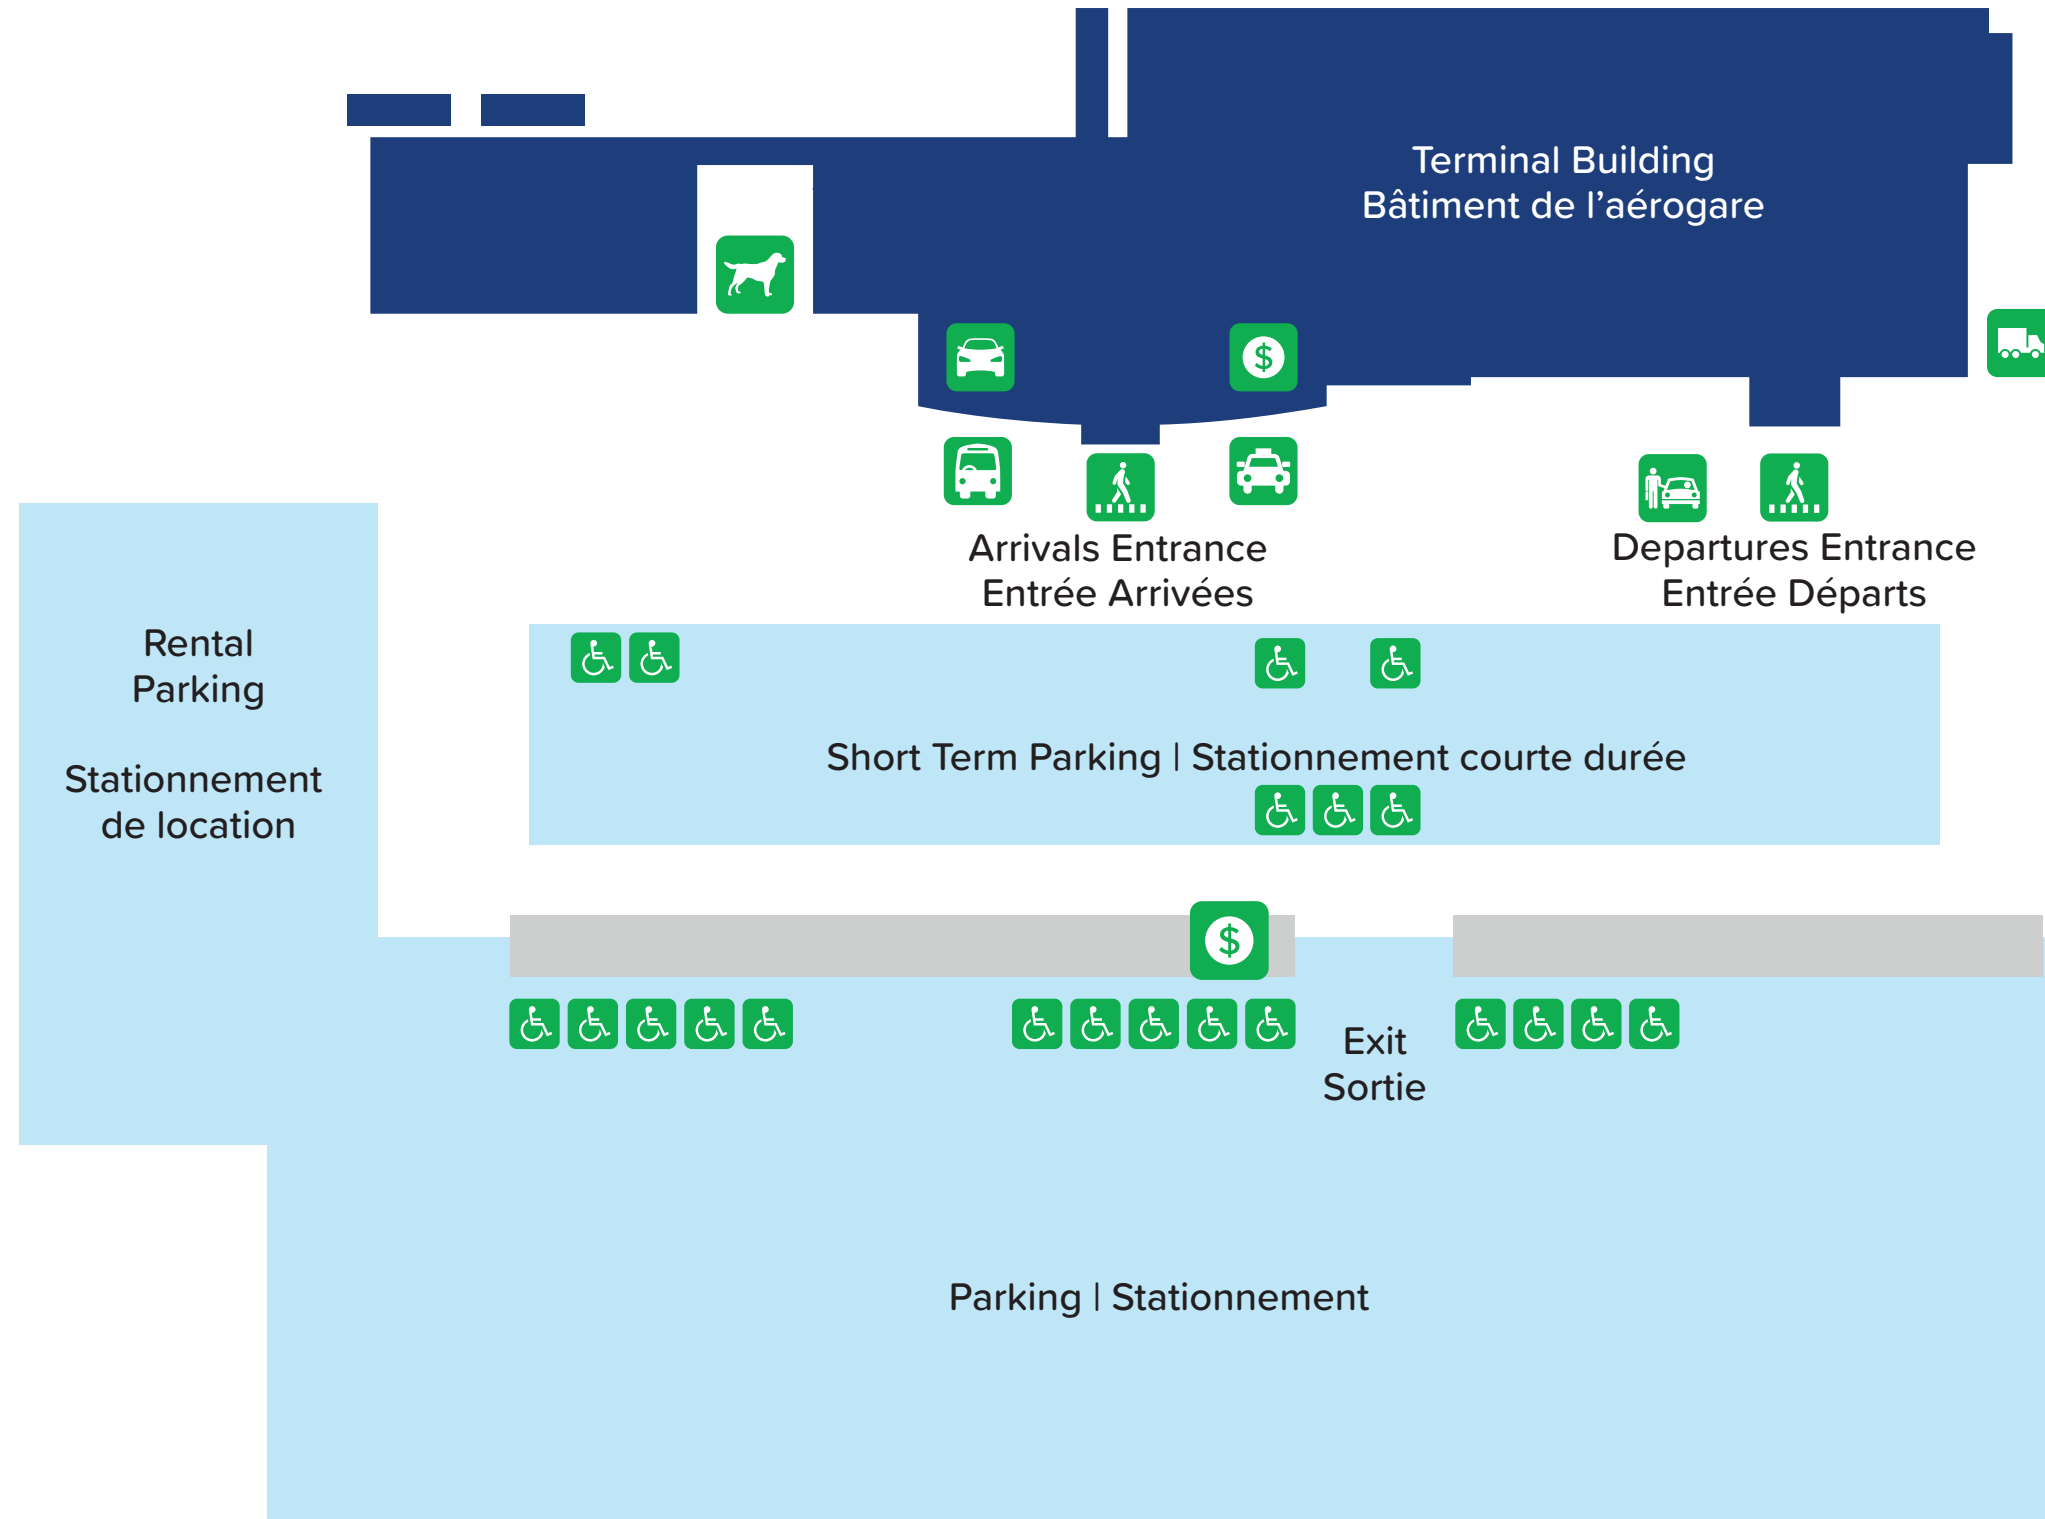 Terminal Building
Bâtiment de l’aérogare
$
Arrivals Entrance
Entrée Arrivées
Departures Entrance
Entrée Départs
Rental
Parking
Stationnement
de location
Short Term Parking | Stationnement courte durée
$
Exit
Sortie
Parking | Stationnement